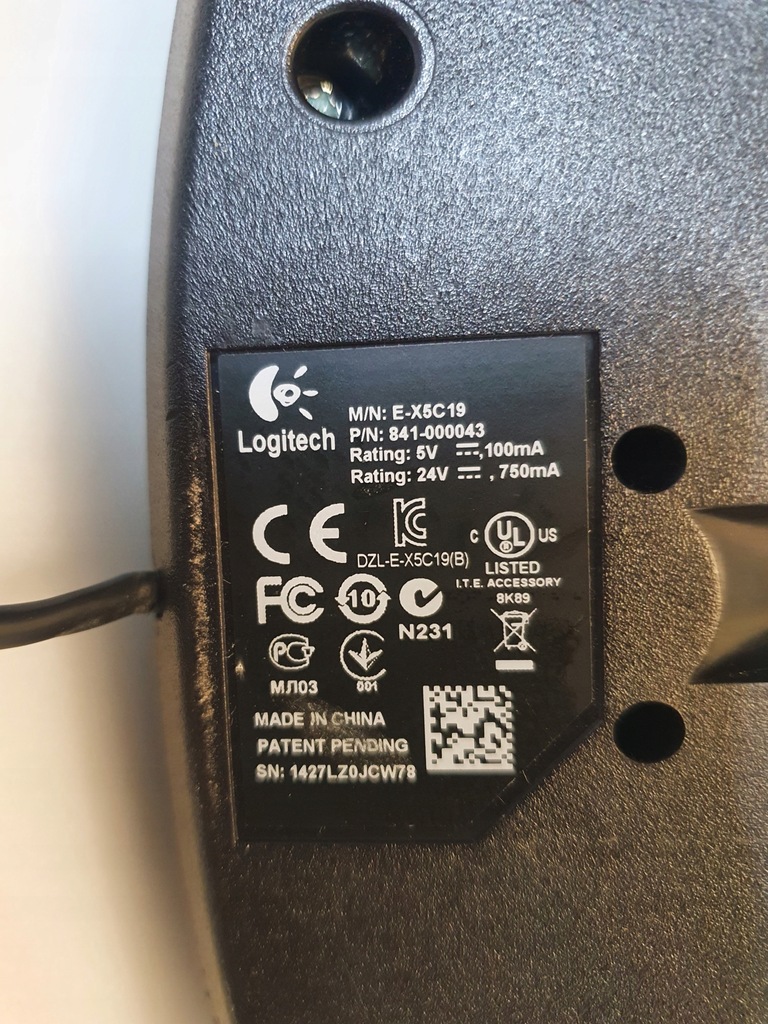 Logitech
M/N: E-X5C19
P/N: 841-000043
Rating: 5V ⎓,100mA
Rating: 24V ⎓ , 750mA
CE
DZL-E-X5C19(B)
C UL US
®
LISTED
I.T.E. ACCESSORY
8K89
FC
10
N231
РСТ
МЛ03
001
MADE IN CHINA
PATENT PENDING
SN: 1427LZ0JCW78